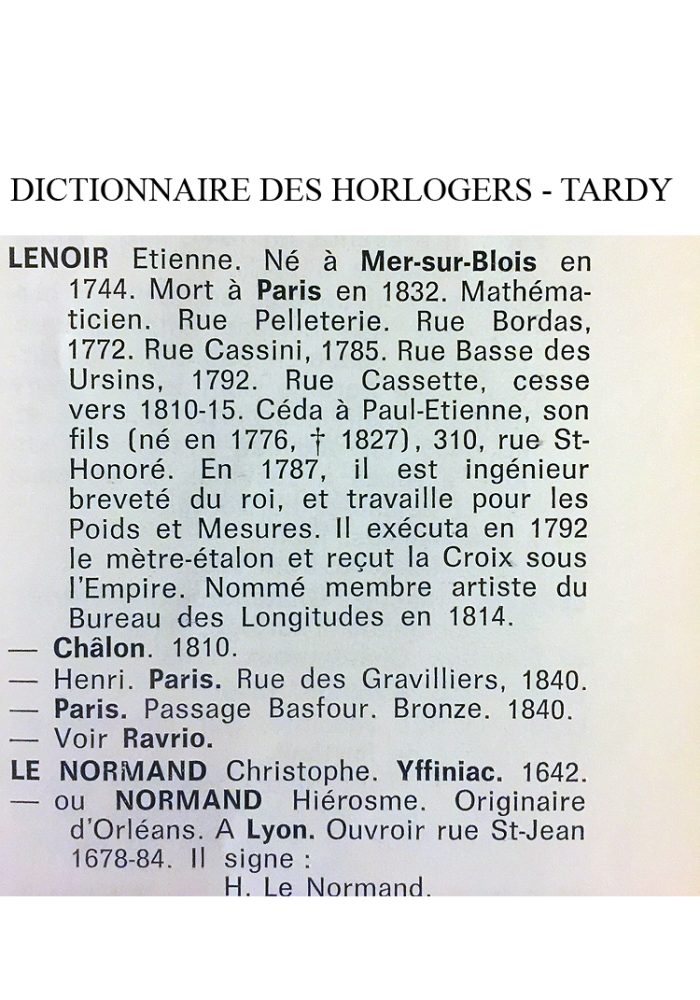 DICTIONNAIRE DES HORLOGERS - TARDY
LENOIR Etienne. Né à Mer-sur-Blois en
1744. Mort à Paris en 1832. Mathéma-
ticien. Rue Pelleterie. Rue Bordas,
1772. Rue Cassini, 1785. Rue Basse des
Ursins, 1792. Rue Cassette, cesse
vers 1810-15. Céda à Paul-Etienne, son
fils (né en 1776, † 1827), 310, rue St-
Honoré. En 1787, il est ingénieur
breveté du roi, et travaille pour les
Poids et Mesures. Il exécuta en 1792
le mètre-étalon et reçut la Croix sous
l'Empire. Nommé membre artiste du
Bureau des Longitudes en 1814.
— Châlon. 1810.
— Henri. Paris. Rue des Gravilliers, 1840.
— Paris. Passage Basfour. Bronze. 1840.
— Voir Ravrio.
LE NORMAND Christophe. Yffiniac. 1642.
— ou NORMAND Hiérosme. Originaire
d'Orléans. A Lyon. Ouvroir rue St-Jean
1678-84. Il signe :
H. Le Normand.